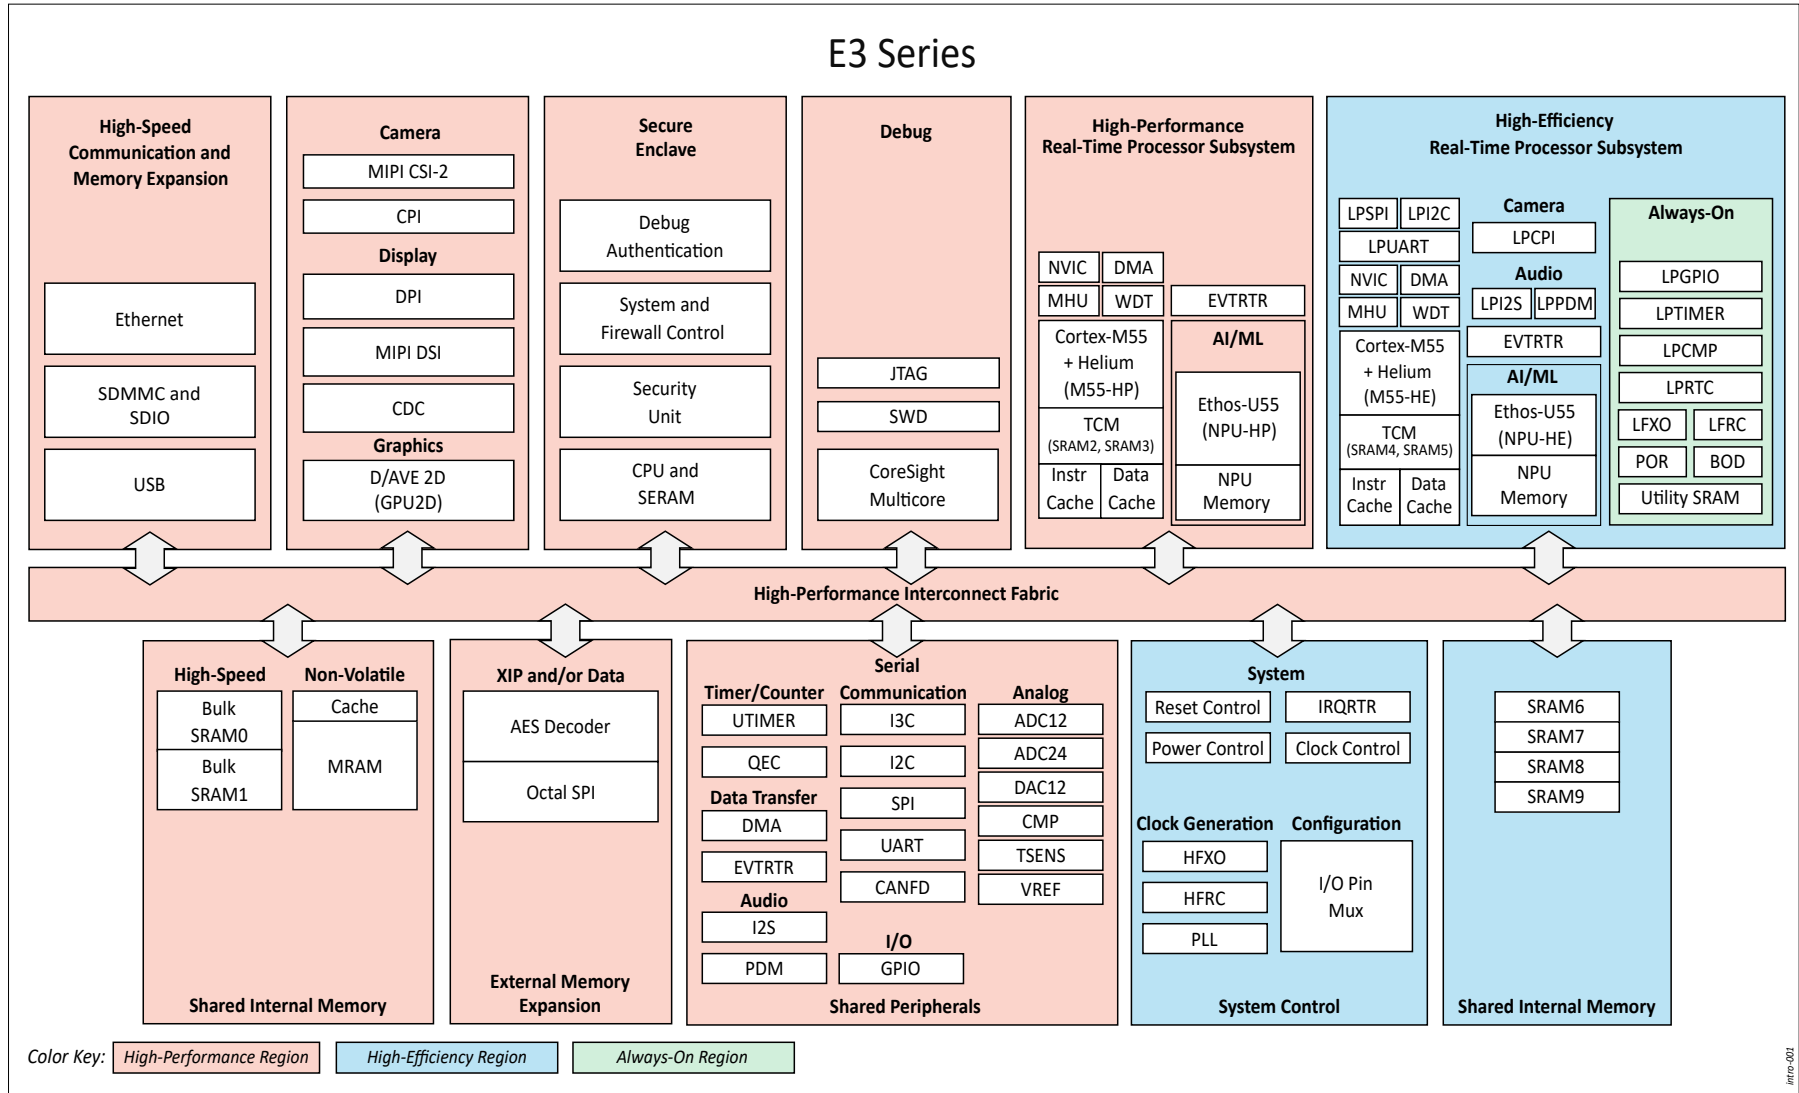 E3 Series
High-Speed
Communication and
Memory Expansion
Ethernet
SDMMC and
SDIO
USB
Camera
MIPI CSI-2
CPI
Display
DPI
MIPI DSI
CDC
Graphics
D/AVE 2D
(GPU2D)
Secure
Enclave
Debug
Authentication
System and
Firewall Control
Security
Unit
CPU and
SERAM
Debug
JTAG
SWD
CoreSight
Multicore
High-Performance
Real-Time Processor Subsystem
NVIC
DMA
MHU
WDT
EVTRTR
Cortex-M55
+ Helium
(M55-HP)
TCM
(SRAM2, SRAM3)
Instr
Cache
Data
Cache
AI/ML
Ethos-U55
(NPU-HP)
NPU
Memory
High-Efficiency
Real-Time Processor Subsystem
LPSPI
LPI2C
LPUART
NVIC
DMA
MHU
WDT
Cortex-M55
+ Helium
(M55-HE)
TCM
(SRAM4, SRAM5)
Instr
Cache
Data
Cache
Camera
LPCPI
Audio
LPI2S
LPPDM
EVTRTR
AI/ML
Ethos-U55
(NPU-HE)
NPU
Memory
Always-On
LPGPIO
LPTIMER
LPCMP
LPRTC
LFXO
LFRC
POR
BOD
Utility SRAM
High-Performance Interconnect Fabric
High-Speed
Bulk
SRAM0
Bulk
SRAM1
Non-Volatile
Cache
MRAM
Shared Internal Memory
XIP and/or Data
AES Decoder
Octal SPI
External Memory
Expansion
Timer/Counter
UTIMER
QEC
Data Transfer
DMA
EVTRTR
Audio
I2S
PDM
Serial
Communication
I3C
I2C
SPI
UART
CANFD
I/O
GPIO
Analog
ADC12
ADC24
DAC12
CMP
TSENS
VREF
Shared Peripherals
System
Reset Control
IRQRTR
Power Control
Clock Control
Clock Generation
HFXO
HFRC
PLL
Configuration
I/O Pin
Mux
System Control
SRAM6
SRAM7
SRAM8
SRAM9
Shared Internal Memory
Color Key:
High-Performance Region
High-Efficiency Region
Always-On Region
intro-001